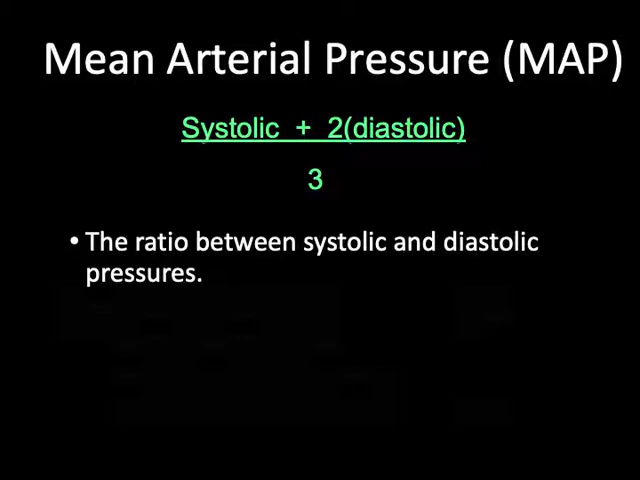 Mean Arterial Pressure (MAP)
Systolic + 2(diastolic)
3
• The ratio between systolic and diastolic
pressures.